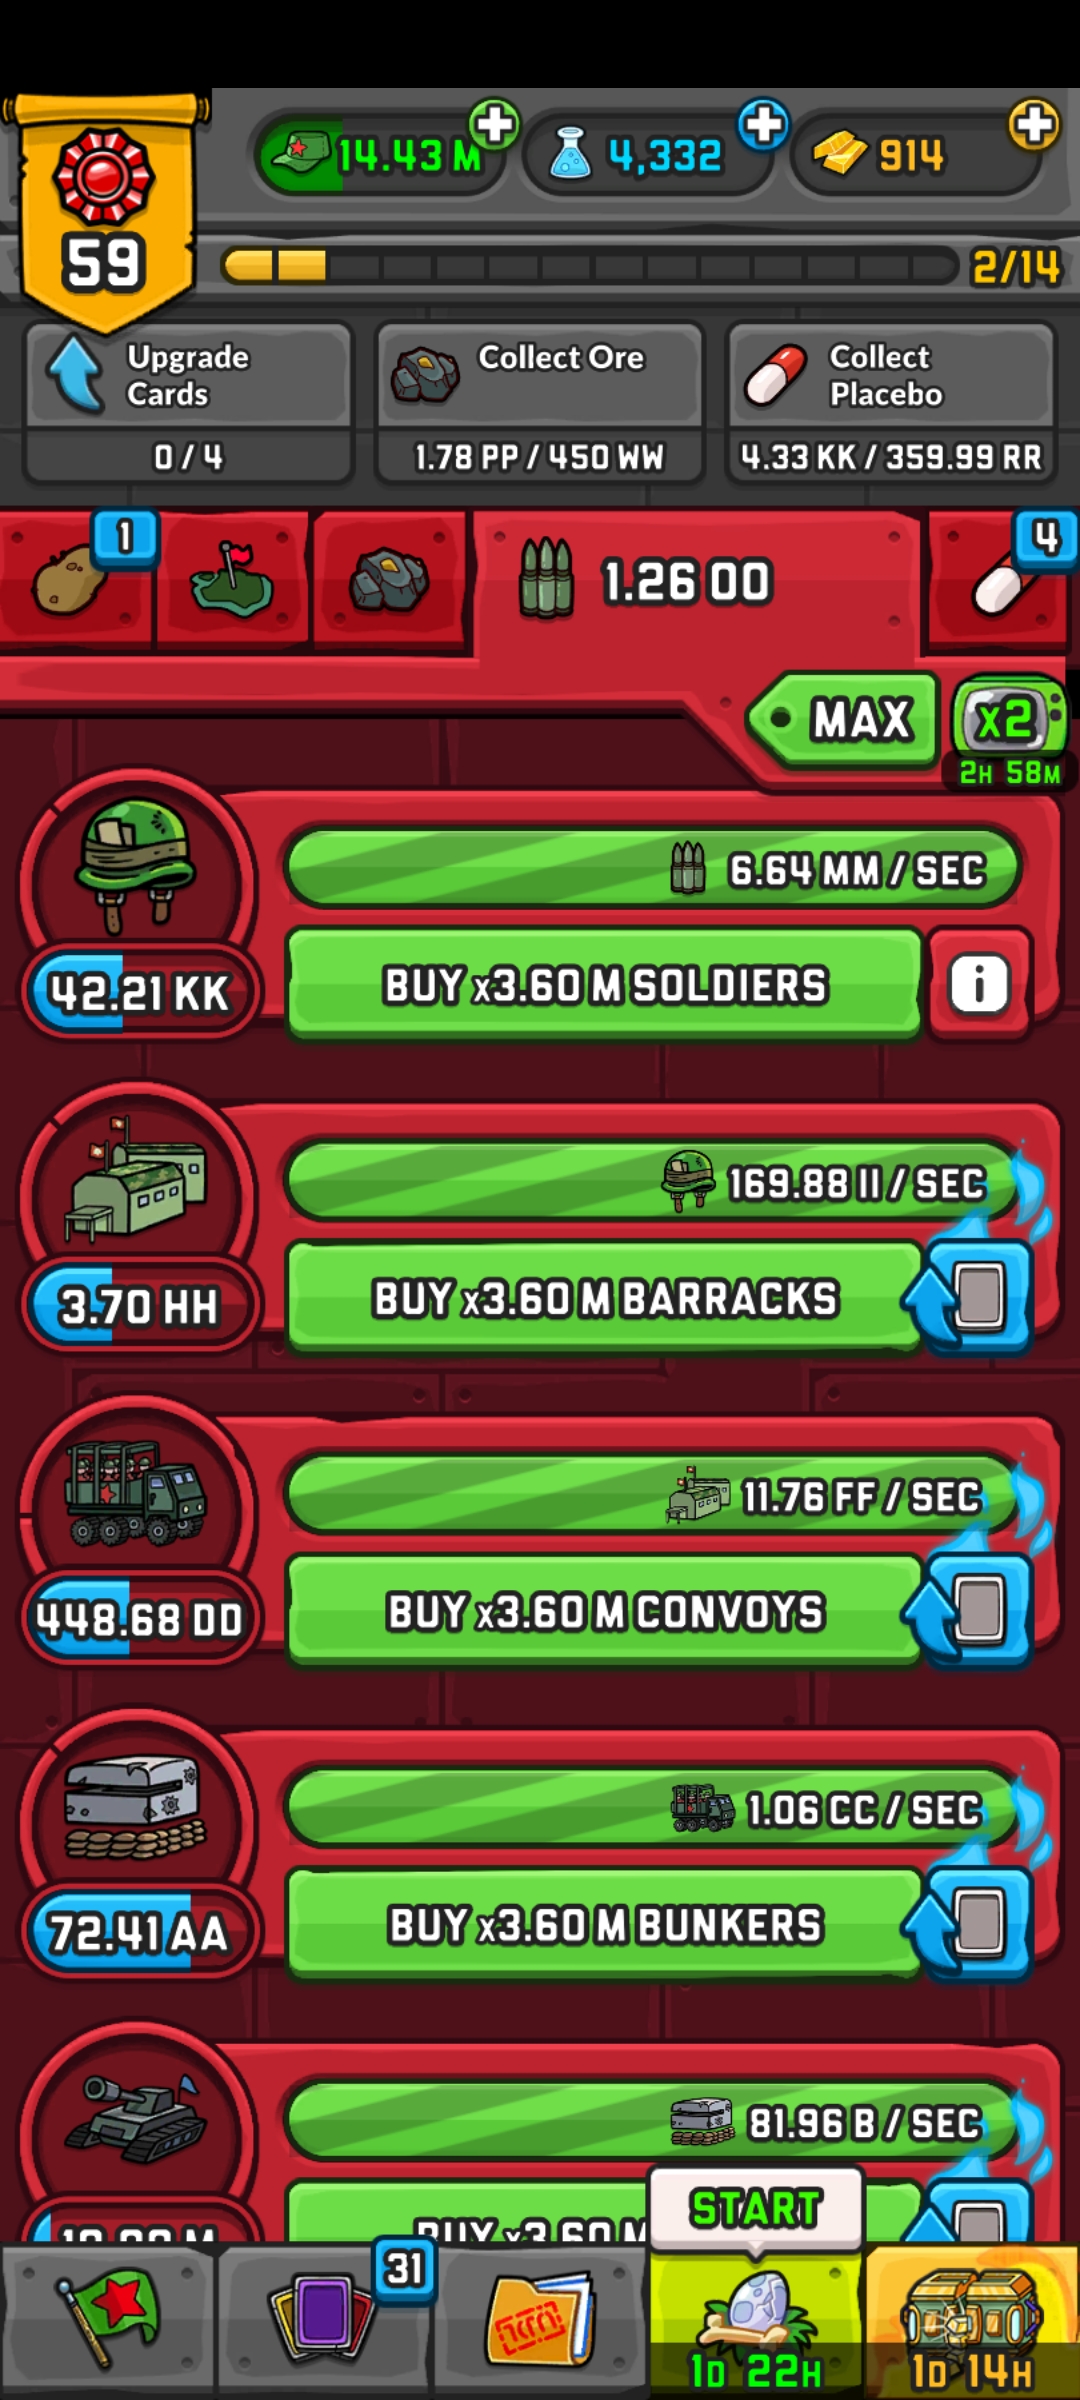 14.43 M
4,332
914
59
2/14
Upgrade
Cards
0 / 4
Collect Ore
1.78 PP / 450 WW
Collect
Placebo
4.33 KK / 359.99 RR
1
1.26 OO
4
MAX
x2
2H 58M
6.64 MM / SEC
42.21 KK
BUY x3.60 M SOLDIERS
i
169.88 II / SEC
3.70 HH
BUY x3.60 M BARRACKS
11.76 FF / SEC
448.68 DD
BUY x3.60 M CONVOYS
1.06 CC / SEC
72.41 AA
BUY x3.60 M BUNKERS
81.96 B / SEC
BUY x3.60 M
START
31
1D 22H
1D 14H